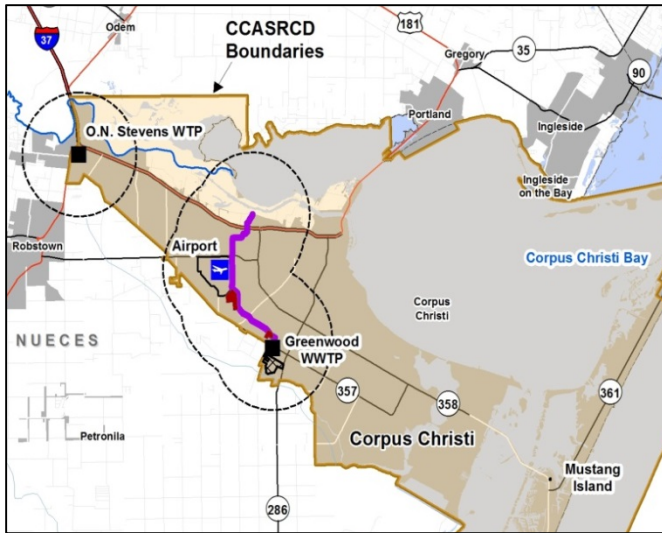 37
Odem
CCASRCD
Boundaries
181
Gregory
35
90
Portland
Ingleside
O.N. Stevens WTP
Ingleside
on the Bay
Robstown
Airport
Corpus Christi Bay
Corpus
Christi
NUECES
Greenwood
WWTP
357
358
361
Corpus Christi
Petronila
Mustang
Island
286